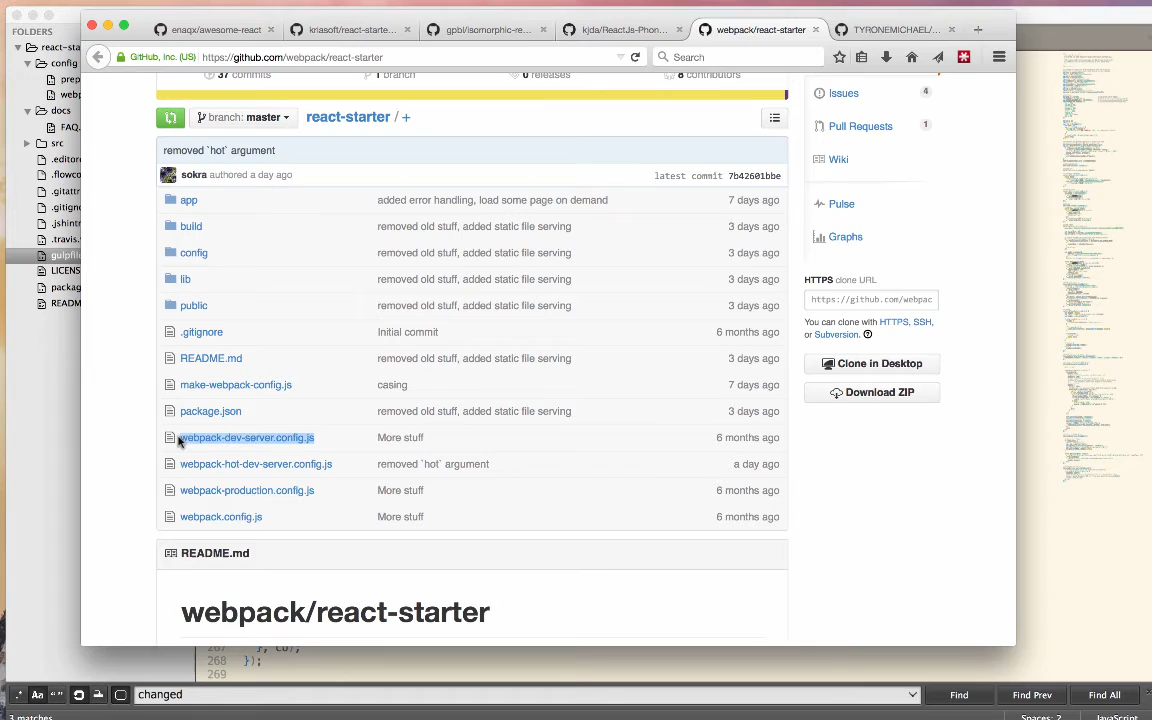 FOLDERS
react-sta
config
prep
webp
docs
FAQ.
src
.editor
.flowco
.gitattr
.gitign
.jshint
.travis.
gulpfil
LICENS
packag
READM
enaqx/awesome-react
kriasoft/react-starte...
gpbl/isomorphic-re...
kjda/ReactJs-Phon...
webpack/react-starter
TYRONEMICHAEL/...
GitHub, Inc. (US)
https://github.com/webpack/react-starter
Search
37 commits
1 branch
0 releases
8 contributors
branch: master
react-starter / +
removed `hot` argument
sokra authored a day ago
latest commit 7b42601bbe
app added error handling, load some page on demand 7 days ago
build removed old stuff, added static file serving 3 days ago
config removed old stuff, added static file serving 3 days ago
lib removed old stuff, added static file serving 3 days ago
public removed old stuff, added static file serving 3 days ago
.gitignore Initial commit 6 months ago
README.md removed old stuff, added static file serving 3 days ago
make-webpack-config.js casing 7 days ago
package.json removed old stuff, added static file serving 3 days ago
webpack-dev-server.config.js More stuff 6 months ago
webpack-hot-dev-server.config.js removed `hot` argument a day ago
webpack-production.config.js More stuff 6 months ago
webpack.config.js More stuff 6 months ago
README.md
webpack/react-starter
Issues 4
Pull Requests 1
Wiki
Pulse
Graphs
HTTPS clone URL
https://github.com/webpac
You can clone with HTTPS, SSH,
or Subversion.
Clone in Desktop
Download ZIP
267 }, cb);
268 });
269
.* Aa “”
changed
Find
Find Prev
Find All
3 matches
Spaces: 2
JavaScript